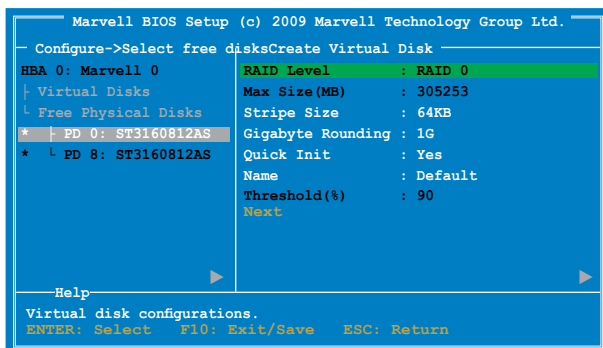 Marvell BIOS Setup (c) 2009 Marvell Technology Group Ltd.
Configure->Select free disksCreate Virtual Disk
HBA 0: Marvell 0
Virtual Disks
Free Physical Disks
* PD 0: ST3160812AS
* PD 8: ST3160812AS
RAID Level : RAID 0
Max Size(MB) : 305253
Stripe Size : 64KB
Gigabyte Rounding : 1G
Quick Init : Yes
Name : Default
Threshold(%) : 90
Next
Help
Virtual disk configurations.
ENTER: Select F10: Exit/Save ESC: Return